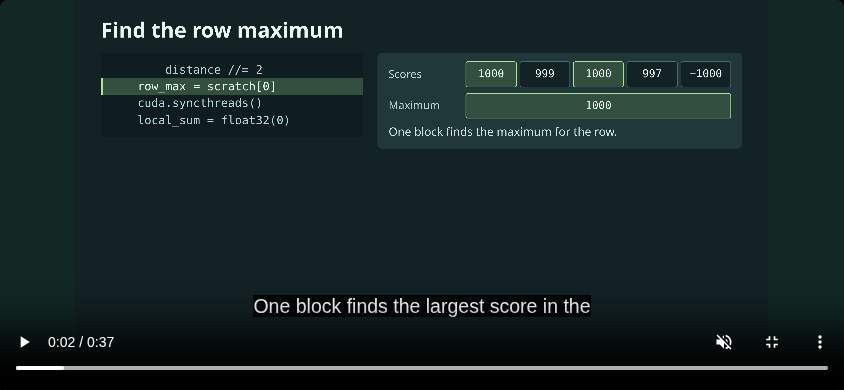 Find the row maximum
distance //= 2
row_max = scratch[0]
cuda.syncthreads()
local_sum = float32(0)
Scores 1000 999 1000 997 −1000
Maximum 1000
One block finds the maximum for the row.
One block finds the largest score in the
0:02 / 0:37